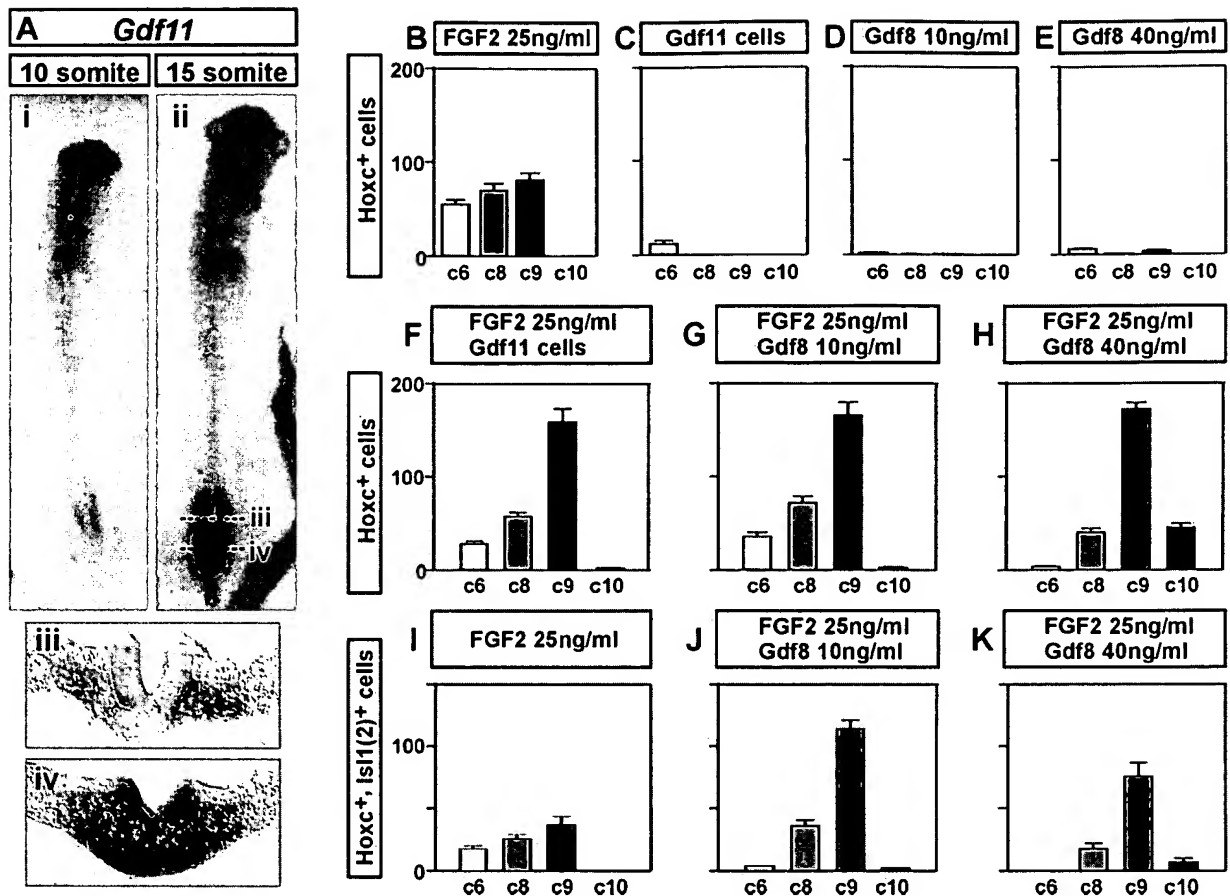 A
Gdf11
10 somite
15 somite
i
ii
iii
iv
iii
iv
B
FGF2 25ng/ml
C
Gdf11 cells
D
Gdf8 10ng/ml
E
Gdf8 40ng/ml
Hoxc+ cells
200
100
0
c6 c8 c9 c10
c6 c8 c9 c10
c6 c8 c9 c10
c6 c8 c9 c10
F
FGF2 25ng/ml
Gdf11 cells
G
FGF2 25ng/ml
Gdf8 10ng/ml
H
FGF2 25ng/ml
Gdf8 40ng/ml
Hoxc+ cells
200
100
0
c6 c8 c9 c10
c6 c8 c9 c10
c6 c8 c9 c10
I
FGF2 25ng/ml
J
FGF2 25ng/ml
Gdf8 10ng/ml
K
FGF2 25ng/ml
Gdf8 40ng/ml
Hoxc+, Isl1(2)+ cells
100
0
c6 c8 c9 c10
c6 c8 c9 c10
c6 c8 c9 c10